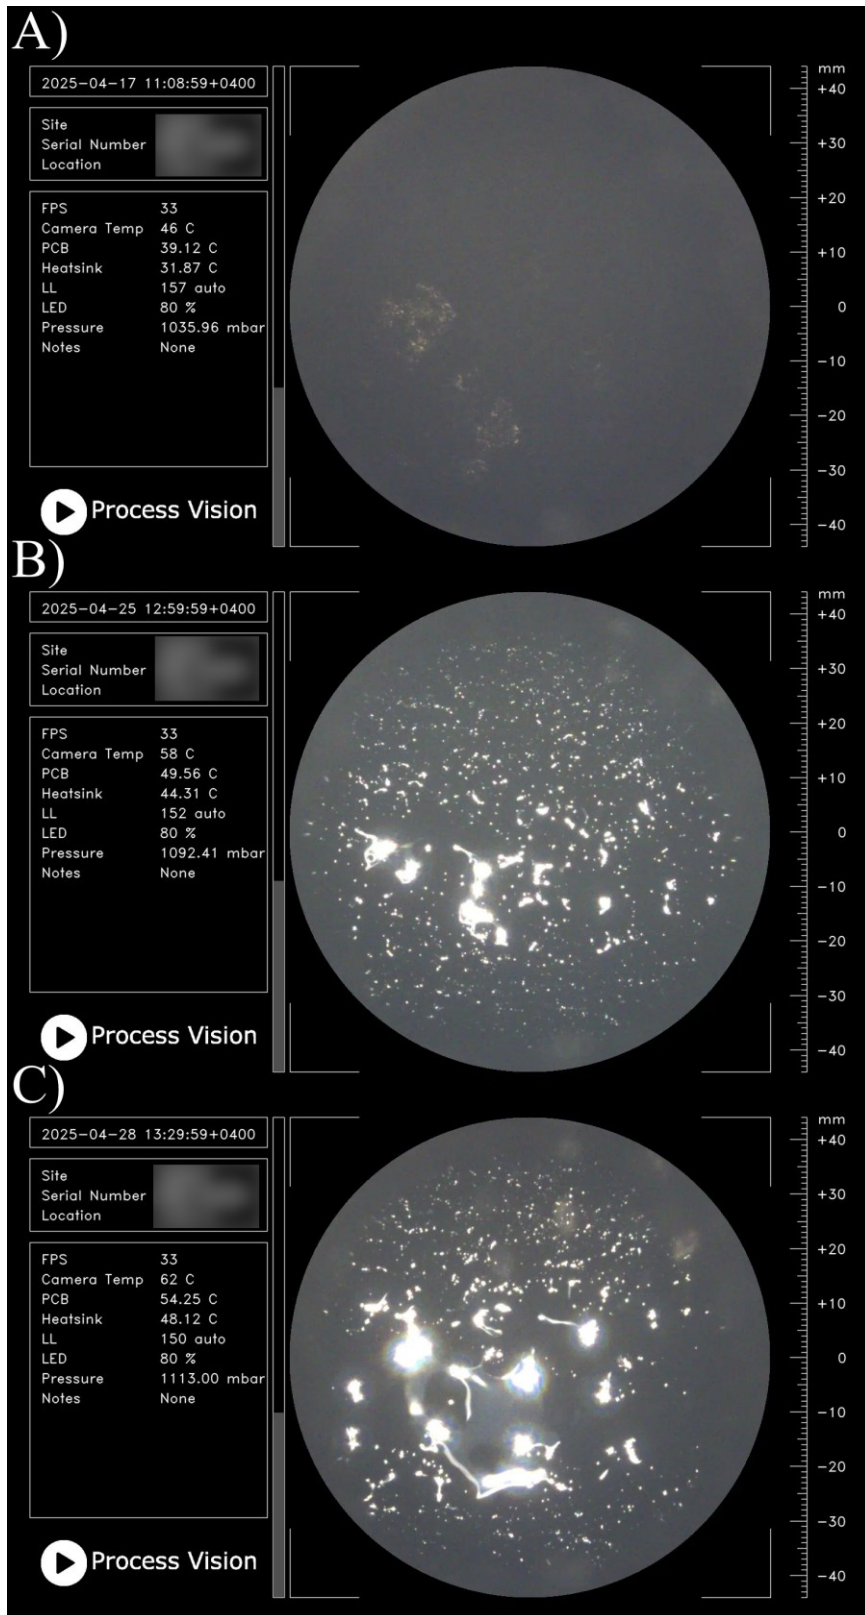 A)
2025-04-17 11:08:59+0400
Site
Serial Number
Location
FPS 33
Camera Temp 46 C
PCB 39.12 C
Heatsink 31.87 C
LL 157 auto
LED 80 %
Pressure 1035.96 mbar
Notes None
Process Vision
mm
+40
+30
+20
+10
0
-10
-20
-30
-40
B)
2025-04-25 12:59:59+0400
Site
Serial Number
Location
FPS 33
Camera Temp 58 C
PCB 49.56 C
Heatsink 44.31 C
LL 152 auto
LED 80 %
Pressure 1092.41 mbar
Notes None
Process Vision
mm
+40
+30
+20
+10
0
-10
-20
-30
-40
C)
2025-04-28 13:29:59+0400
Site
Serial Number
Location
FPS 33
Camera Temp 62 C
PCB 54.25 C
Heatsink 48.12 C
LL 150 auto
LED 80 %
Pressure 1113.00 mbar
Notes None
Process Vision
mm
+40
+30
+20
+10
0
-10
-20
-30
-40